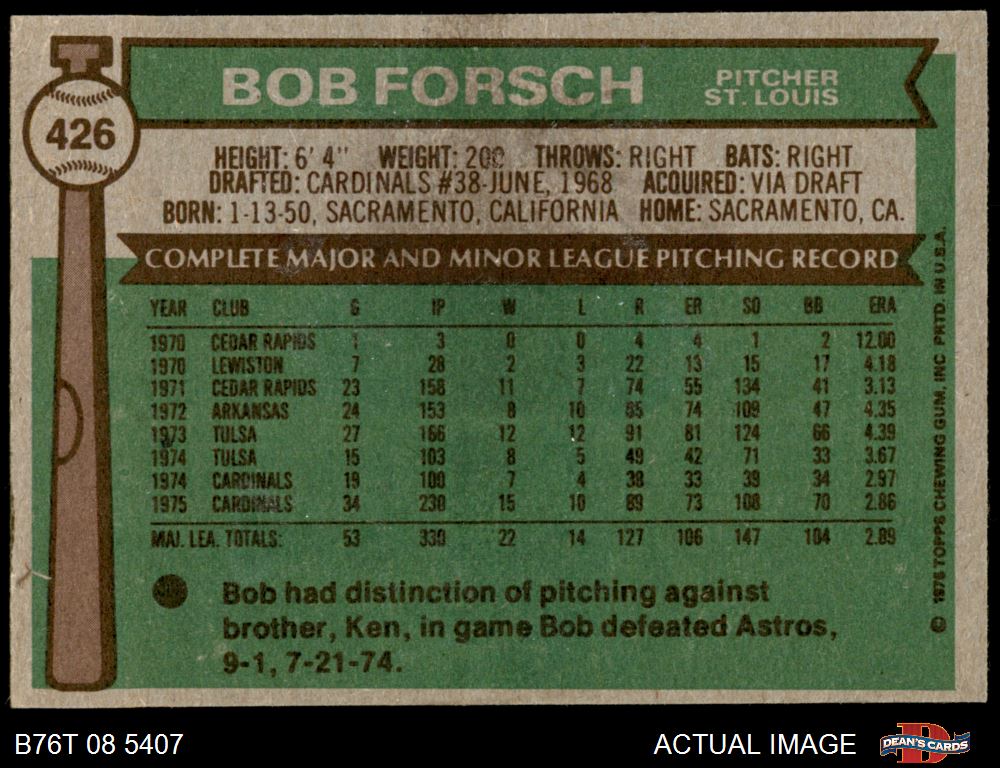 BOB FORSCH
PITCHER
ST. LOUIS
426
HEIGHT: 6' 4" WEIGHT: 200 THROWS: RIGHT BATS: RIGHT
DRAFTED: CARDINALS #38-JUNE, 1968 ACQUIRED: VIA DRAFT
BORN: 1-13-50, SACRAMENTO, CALIFORNIA HOME: SACRAMENTO, CA.
COMPLETE MAJOR AND MINOR LEAGUE PITCHING RECORD
YEAR CLUB G IP W L R ER SO BB ERA
1970 CEDAR RAPIDS 1 3 0 0 4 4 1 2 12.00
1970 LEWISTON 7 28 2 3 22 13 15 17 4.18
1971 CEDAR RAPIDS 23 158 11 7 74 55 134 41 3.13
1972 ARKANSAS 24 153 8 10 85 74 109 47 4.35
1973 TULSA 27 166 12 12 91 81 124 66 4.39
1974 TULSA 15 103 8 5 49 42 71 33 3.67
1974 CARDINALS 19 100 7 4 38 33 39 34 2.97
1975 CARDINALS 34 230 15 10 89 73 108 70 2.86
MAJ. LEA. TOTALS: 53 330 22 14 127 106 147 104 2.89
Bob had distinction of pitching against
brother, Ken, in game Bob defeated Astros,
9-1, 7-21-74.
© 1976 TOPPS CHEWING GUM, INC PRTD. IN U.S.A.
B76T 08 5407
ACTUAL IMAGE
DEAN'S CARDS